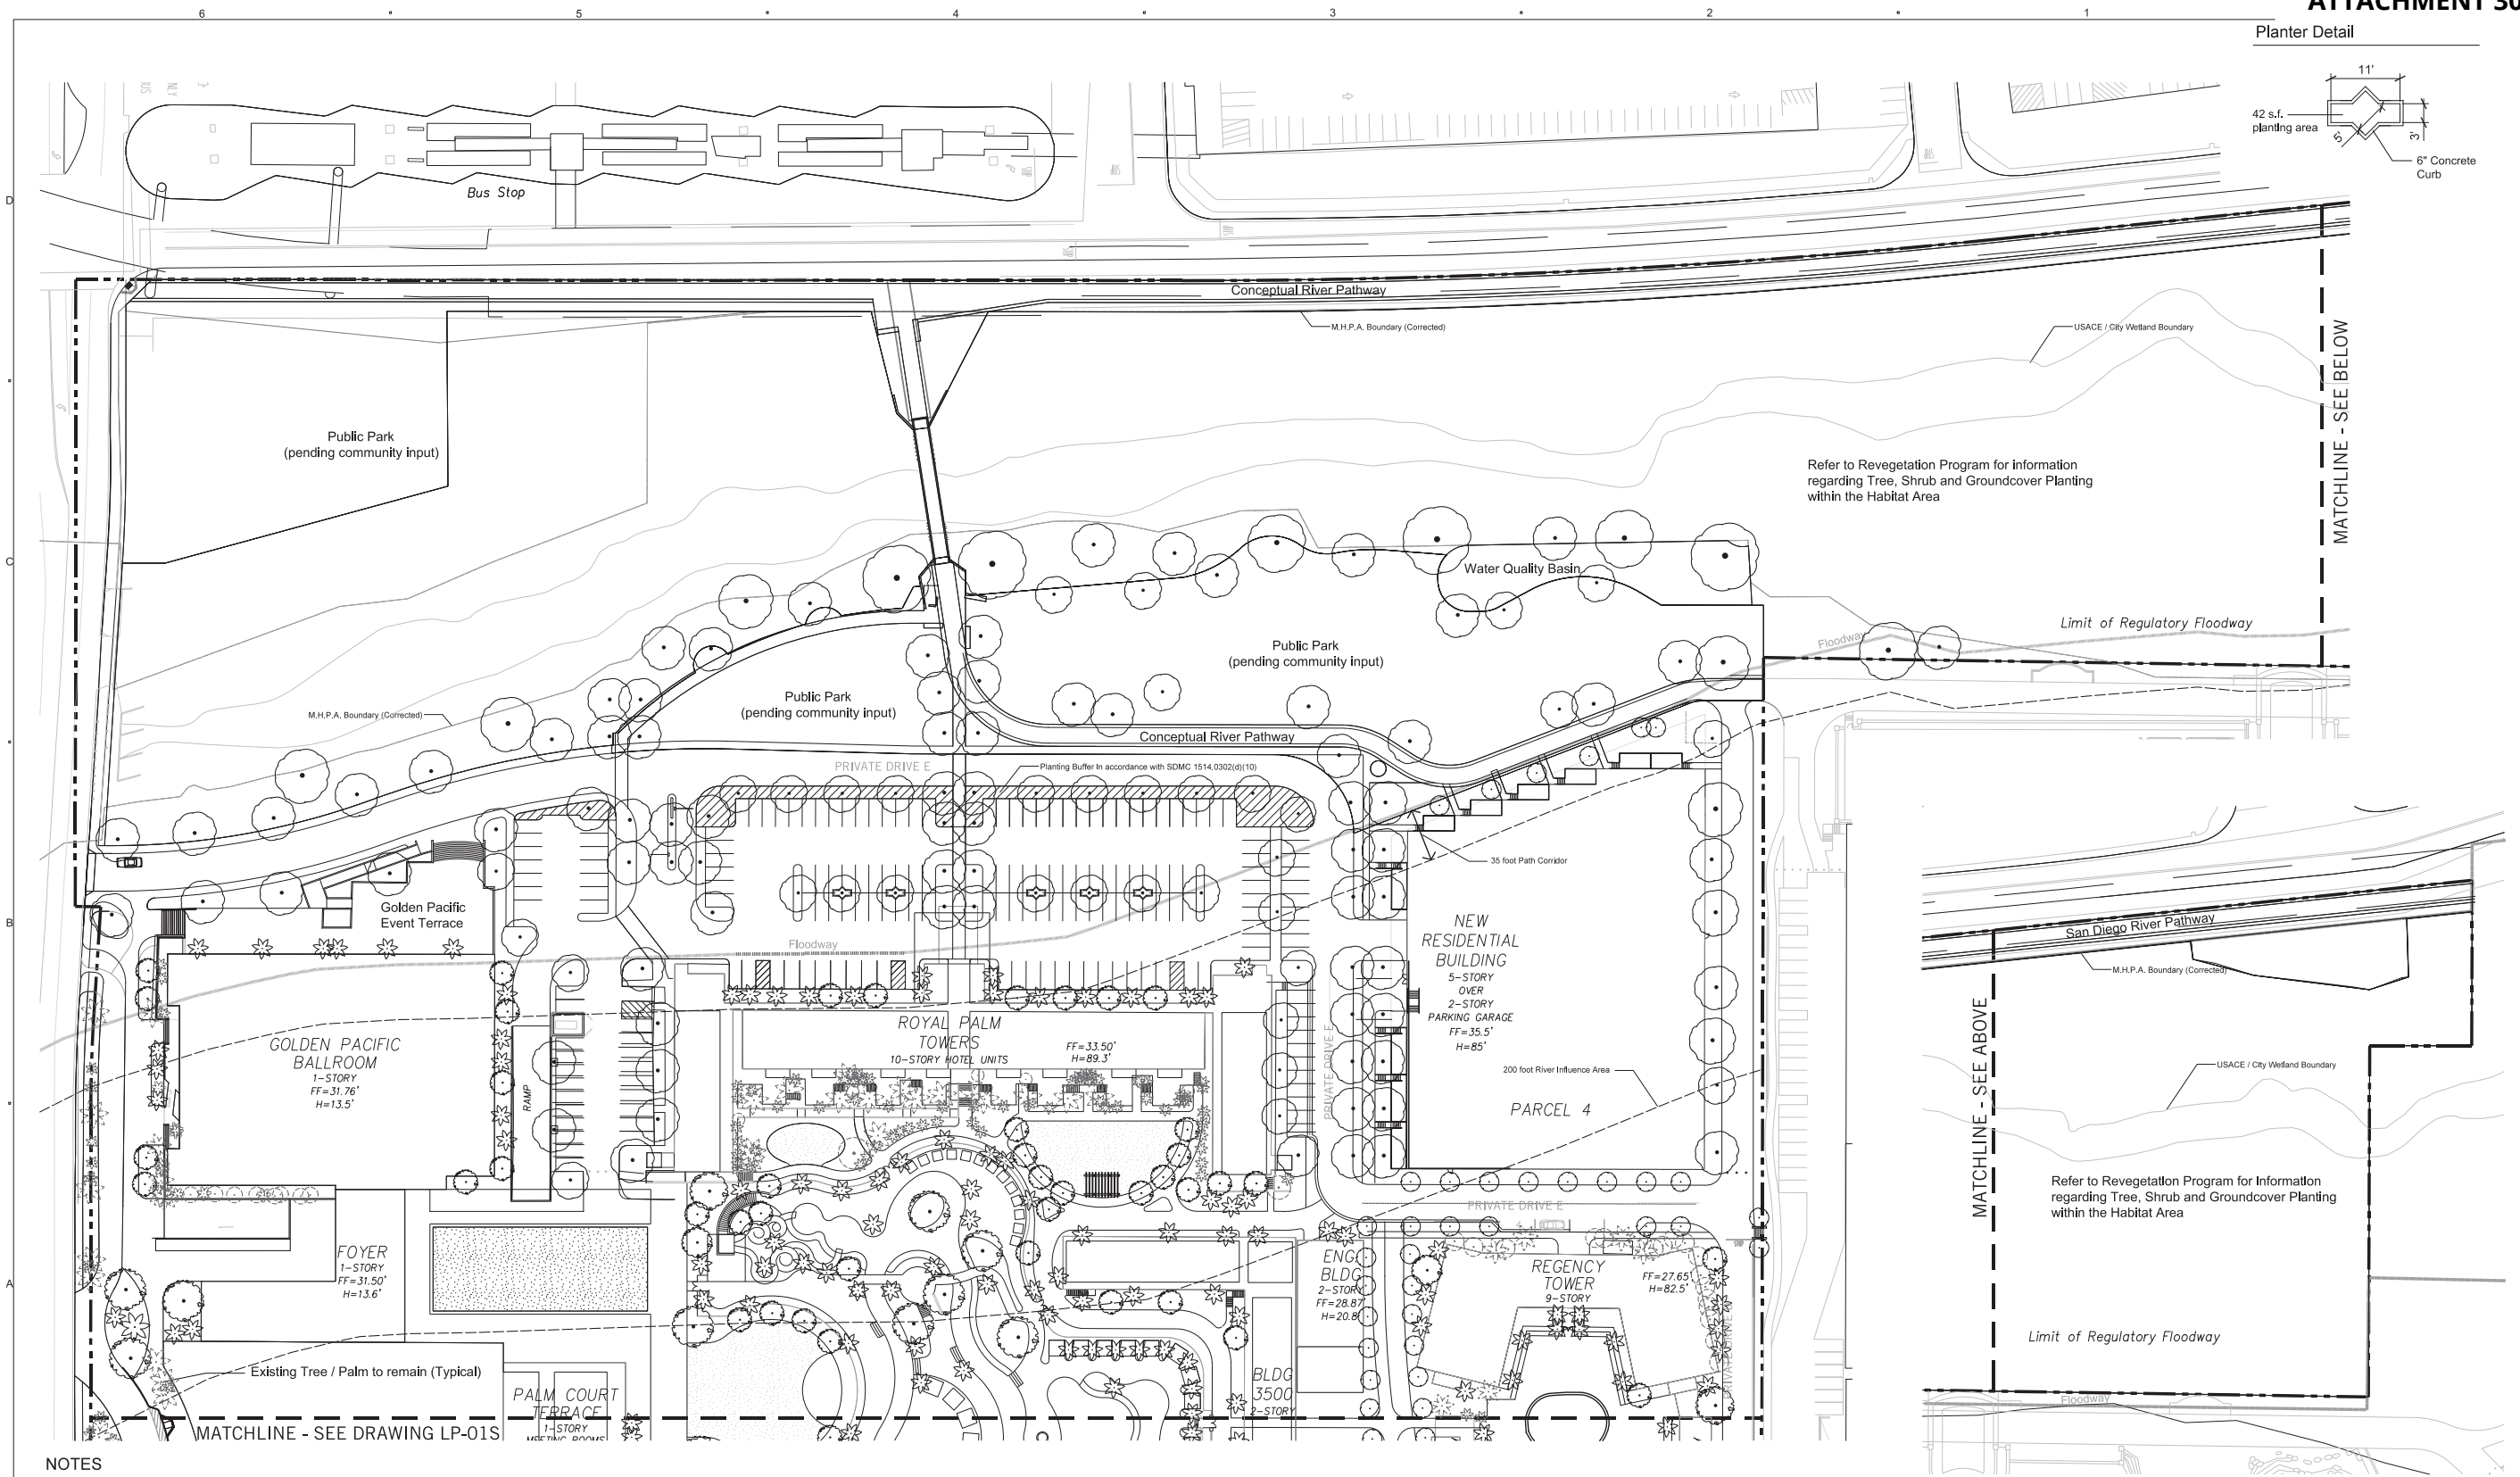 ATTACHMENT 30
6
5
4
3
2
1
Planter Detail
11'
42 s.f.
planting area
5'
3'
6" Concrete
Curb
D
Bus Stop
Conceptual River Pathway
M.H.P.A. Boundary (Corrected)
USACE / City Wetland Boundary
MATCHLINE - SEE BELOW
Public Park
(pending community input)
Refer to Revegetation Program for information
regarding Tree, Shrub and Groundcover Planting
within the Habitat Area
C
Water Quality Basin
Limit of Regulatory Floodway
Floodway
Public Park
(pending community input)
Public Park
(pending community input)
M.H.P.A. Boundary (Corrected)
Conceptual River Pathway
PRIVATE DRIVE E
Planting Buffer In accordance with SDMC 1514.0302(d)(10)
35 foot Path Corridor
Golden Pacific
Event Terrace
B
Floodway
NEW
RESIDENTIAL
BUILDING
5-STORY
OVER
2-STORY
PARKING GARAGE
FF=35.5'
H=85'
San Diego River Pathway
M.H.P.A. Boundary (Corrected)
GOLDEN PACIFIC
BALLROOM
1-STORY
FF=31.76'
H=13.5'
RAMP
ROYAL PALM
TOWERS
10-STORY HOTEL UNITS
FF=33.50'
H=89.3'
PRIVATE DRIVE E
200 foot River Influence Area
PARCEL 4
MATCHLINE - SEE ABOVE
USACE / City Wetland Boundary
Refer to Revegetation Program for Information
regarding Tree, Shrub and Groundcover Planting
within the Habitat Area
PRIVATE DRIVE E
A
FOYER
1-STORY
FF=31.50'
H=13.6'
ENG.
BLDG
2-STORY
FF=28.87'
H=20.8'
REGENCY
TOWER
9-STORY
FF=27.65'
H=82.5'
Limit of Regulatory Floodway
Existing Tree / Palm to remain (Typical)
PALM COURT
TERRACE
1-STORY
MEETING ROOMS
BLDG
3500
2-STORY
Floodway
MATCHLINE - SEE DRAWING LP-01S
NOTES